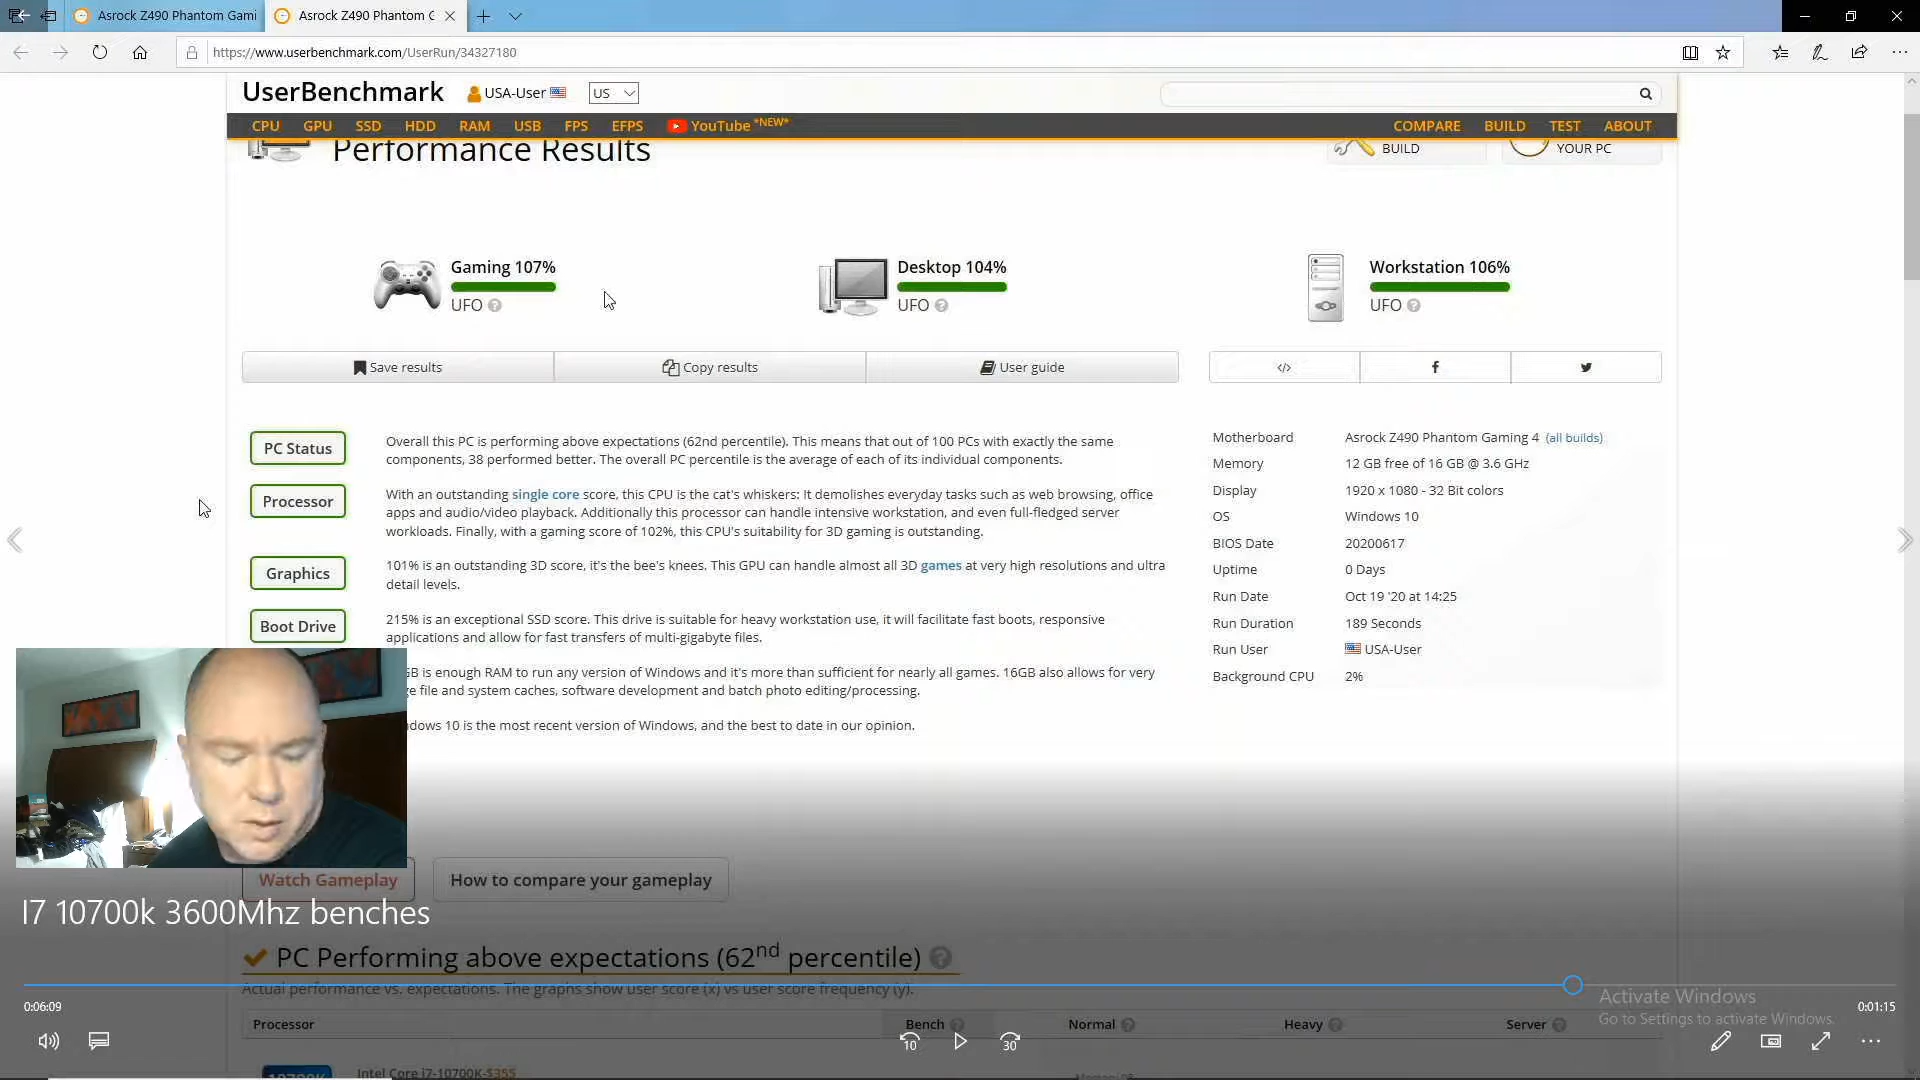 Asrock Z490 Phantom Gami
Asrock Z490 Phantom G
https://www.userbenchmark.com/UserRun/34327180
UserBenchmark
USA-User
US
CPU GPU SSD HDD RAM USB FPS EFPS YouTube *NEW*
COMPARE BUILD TEST ABOUT
Performance Results
BUILD
YOUR PC
Gaming 107%
UFO
Desktop 104%
UFO
Workstation 106%
UFO
Save results
Copy results
User guide
PC Status
Overall this PC is performing above expectations (62nd percentile). This means that out of 100 PCs with exactly the same
components, 38 performed better. The overall PC percentile is the average of each of its individual components.
Processor
With an outstanding single core score, this CPU is the cat's whiskers: It demolishes everyday tasks such as web browsing, office
apps and audio/video playback. Additionally this processor can handle intensive workstation, and even full-fledged server
workloads. Finally, with a gaming score of 102%, this CPU's suitability for 3D gaming is outstanding.
Graphics
101% is an outstanding 3D score, it's the bee's knees. This GPU can handle almost all 3D games at very high resolutions and ultra
detail levels.
Boot Drive
215% is an exceptional SSD score. This drive is suitable for heavy workstation use, it will facilitate fast boots, responsive
applications and allow for fast transfers of multi-gigabyte files.
GB is enough RAM to run any version of Windows and it's more than sufficient for nearly all games. 16GB also allows for very
file and system caches, software development and batch photo editing/processing.
dows 10 is the most recent version of Windows, and the best to date in our opinion.
Motherboard Asrock Z490 Phantom Gaming 4 (all builds)
Memory 12 GB free of 16 GB @ 3.6 GHz
Display 1920 x 1080 - 32 Bit colors
OS Windows 10
BIOS Date 20200617
Uptime 0 Days
Run Date Oct 19 '20 at 14:25
Run Duration 189 Seconds
Run User USA-User
Background CPU 2%
Watch Gameplay
How to compare your gameplay
I7 10700k 3600Mhz benches
PC Performing above expectations (62nd percentile)
Actual performance vs. expectations. The graphs show user score (x) vs user score frequency (y).
0:06:09
Activate Windows
Go to Settings to activate Windows.
0:01:15
Processor Bench Normal Heavy Server
10
30
Intel Core i7-10700K-$355